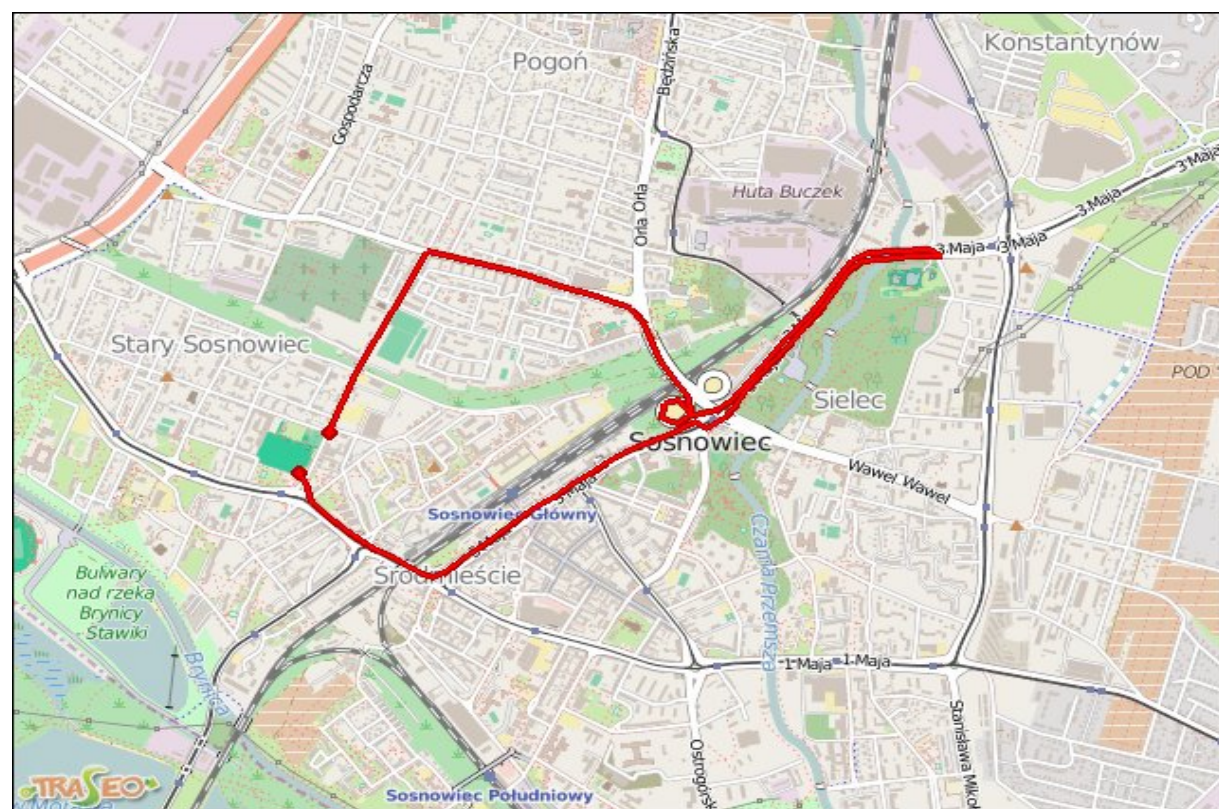 Konstantynów
Pogoń
Będzińska
Gospodarcza
Huta Buczek
3 Maja
3 Maja
Orla Orla
3 Maja
3 Maja
Stary Sosnowiec
POD
Sielec
Sosnowiec
Wawel Wawel
3 Maja
Sosnowiec Główny
3 Maja
Czarna Przemsza
Śródmieście
Bulwary
nad rzeką
Brynicy
- Stawiki
Brynica
1 Maja
1 Maja
Stanisława Mikoł
Ostrogórsk
TRASEO
Sosnowiec Południowy